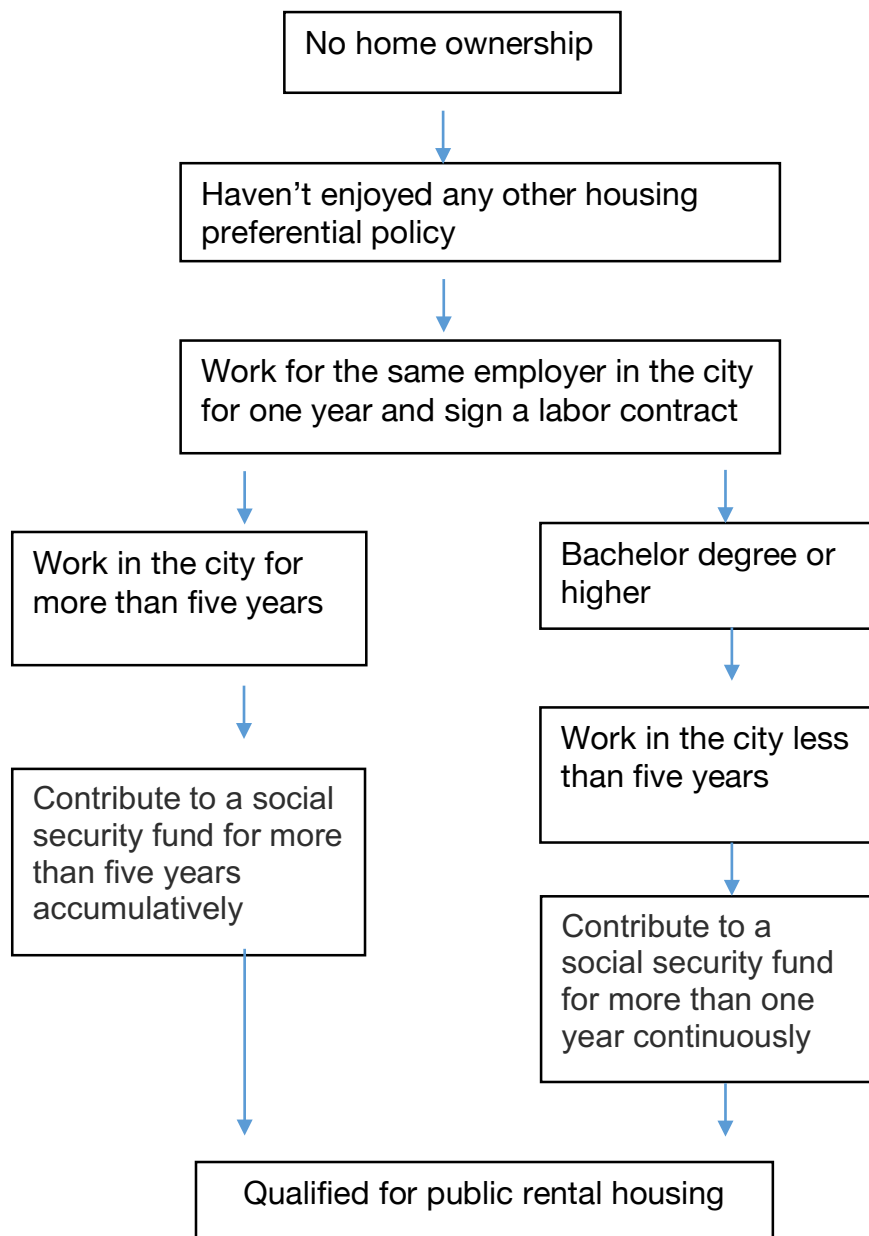 No home ownership
Haven’t enjoyed any other housing
preferential policy
Work for the same employer in the city
for one year and sign a labor contract
Work in the city for
more than five years
Contribute to a social
security fund for more
than five years
accumulatively
Bachelor degree or
higher
Work in the city less
than five years
Contribute to a
social security fund
for more than one
year continuously
Qualified for public rental housing